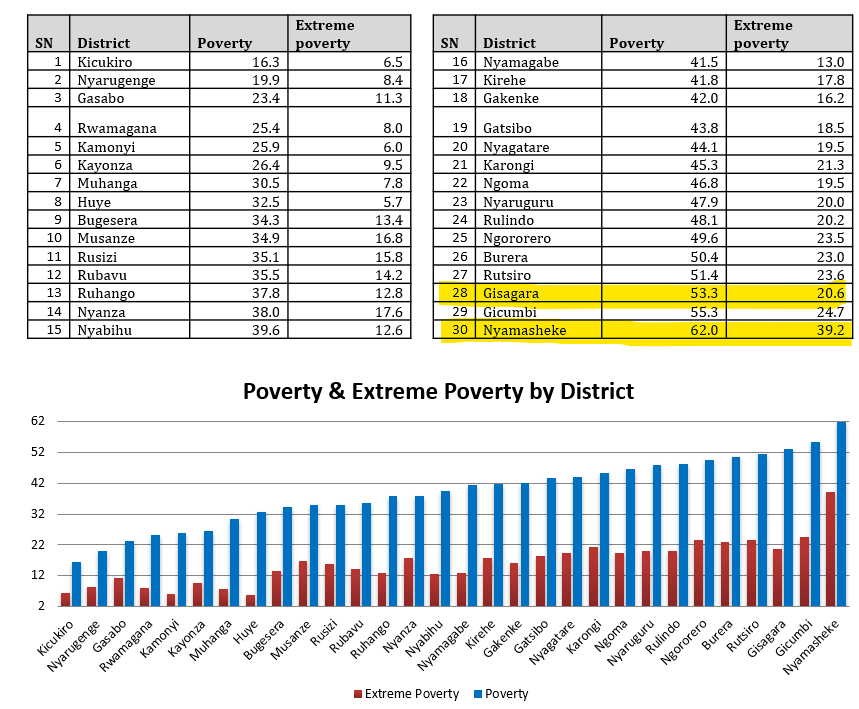 SN District Poverty Extreme poverty
1 Kicukiro 16.3 6.5
2 Nyarugenge 19.9 8.4
3 Gasabo 23.4 11.3
4 Rwamagana 25.4 8.0
5 Kamonyi 25.9 6.0
6 Kayonza 26.4 9.5
7 Muhanga 30.5 7.8
8 Huye 32.5 5.7
9 Bugesera 34.3 13.4
10 Musanze 34.9 16.8
11 Rusizi 35.1 15.8
12 Rubavu 35.5 14.2
13 Ruhango 37.8 12.8
14 Nyanza 38.0 17.6
15 Nyabihu 39.6 12.6
SN District Poverty Extreme poverty
16 Nyamagabe 41.5 13.0
17 Kirehe 41.8 17.8
18 Gakenke 42.0 16.2
19 Gatsibo 43.8 18.5
20 Nyagatare 44.1 19.5
21 Karongi 45.3 21.3
22 Ngoma 46.8 19.5
23 Nyaruguru 47.9 20.0
24 Rulindo 48.1 20.2
25 Ngororero 49.6 23.5
26 Burera 50.4 23.0
27 Rutsiro 51.4 23.6
28 Gisagara 53.3 20.6
29 Gicumbi 55.3 24.7
30 Nyamasheke 62.0 39.2
Poverty & Extreme Poverty by District
62
52
42
32
22
12
2
Kicukiro
Nyarugenge
Gasabo
Rwamagana
Kamonyi
Kayonza
Muhanga
Huye
Bugesera
Musanze
Rusizi
Rubavu
Ruhango
Nyanza
Nyabihu
Nyamagabe
Kirehe
Gakenke
Gatsibo
Nyagatare
Karongi
Ngoma
Nyaruguru
Rulindo
Ngororero
Burera
Rutsiro
Gisagara
Gicumbi
Nyamasheke
Extreme Poverty Poverty